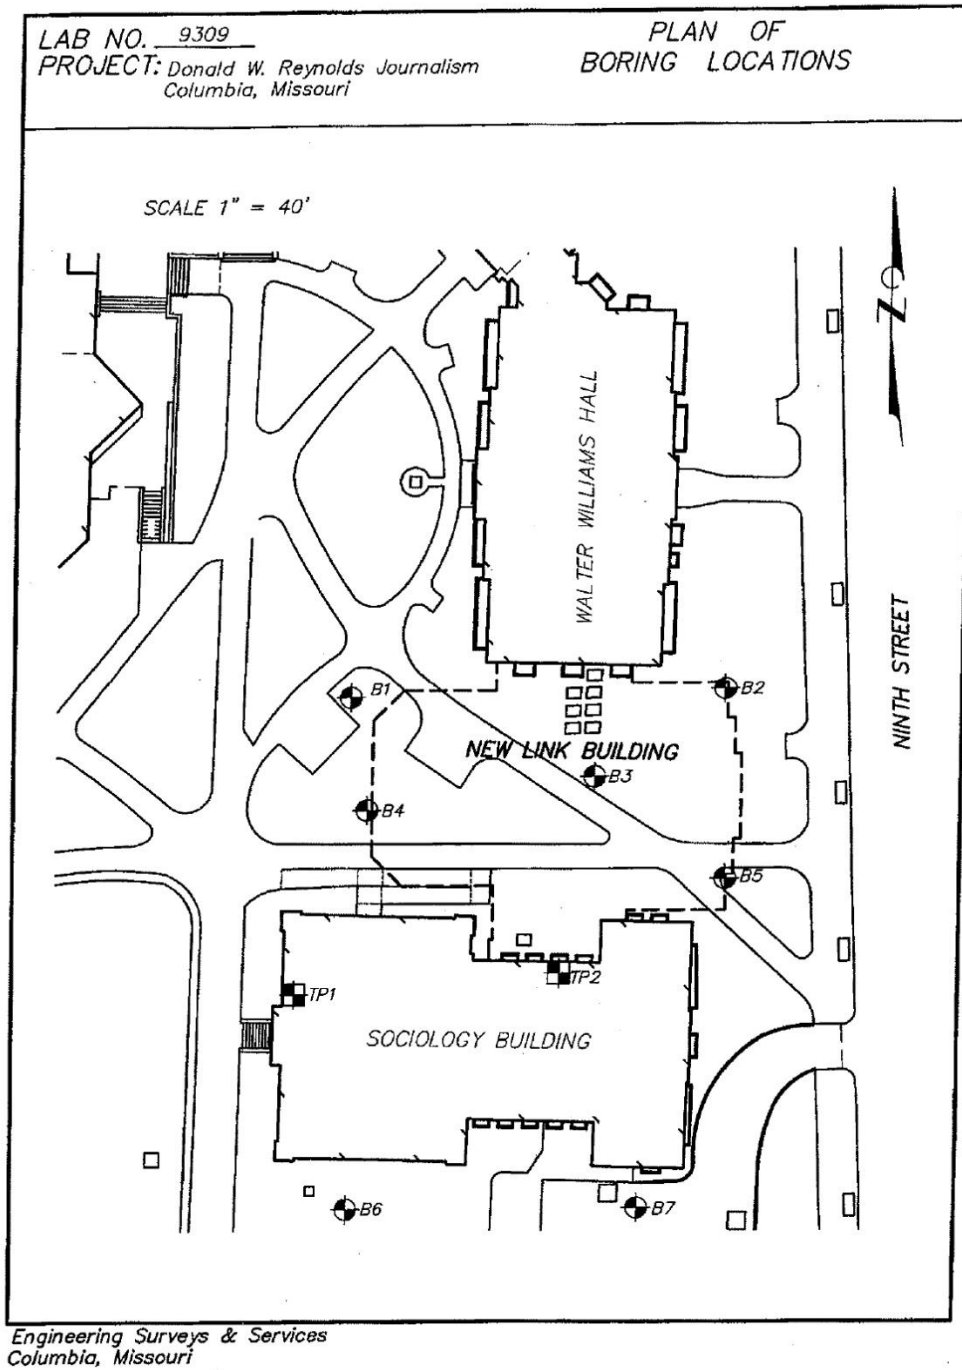 LAB NO. 9309
PROJECT: Donald W. Reynolds Journalism
Columbia, Missouri
PLAN OF
BORING LOCATIONS
SCALE 1" = 40'
N
WALTER WILLIAMS HALL
NINTH STREET
B1
B2
NEW LINK BUILDING
B3
B4
B5
TP2
TP1
SOCIOLOGY BUILDING
B6
B7
Engineering Surveys & Services
Columbia, Missouri